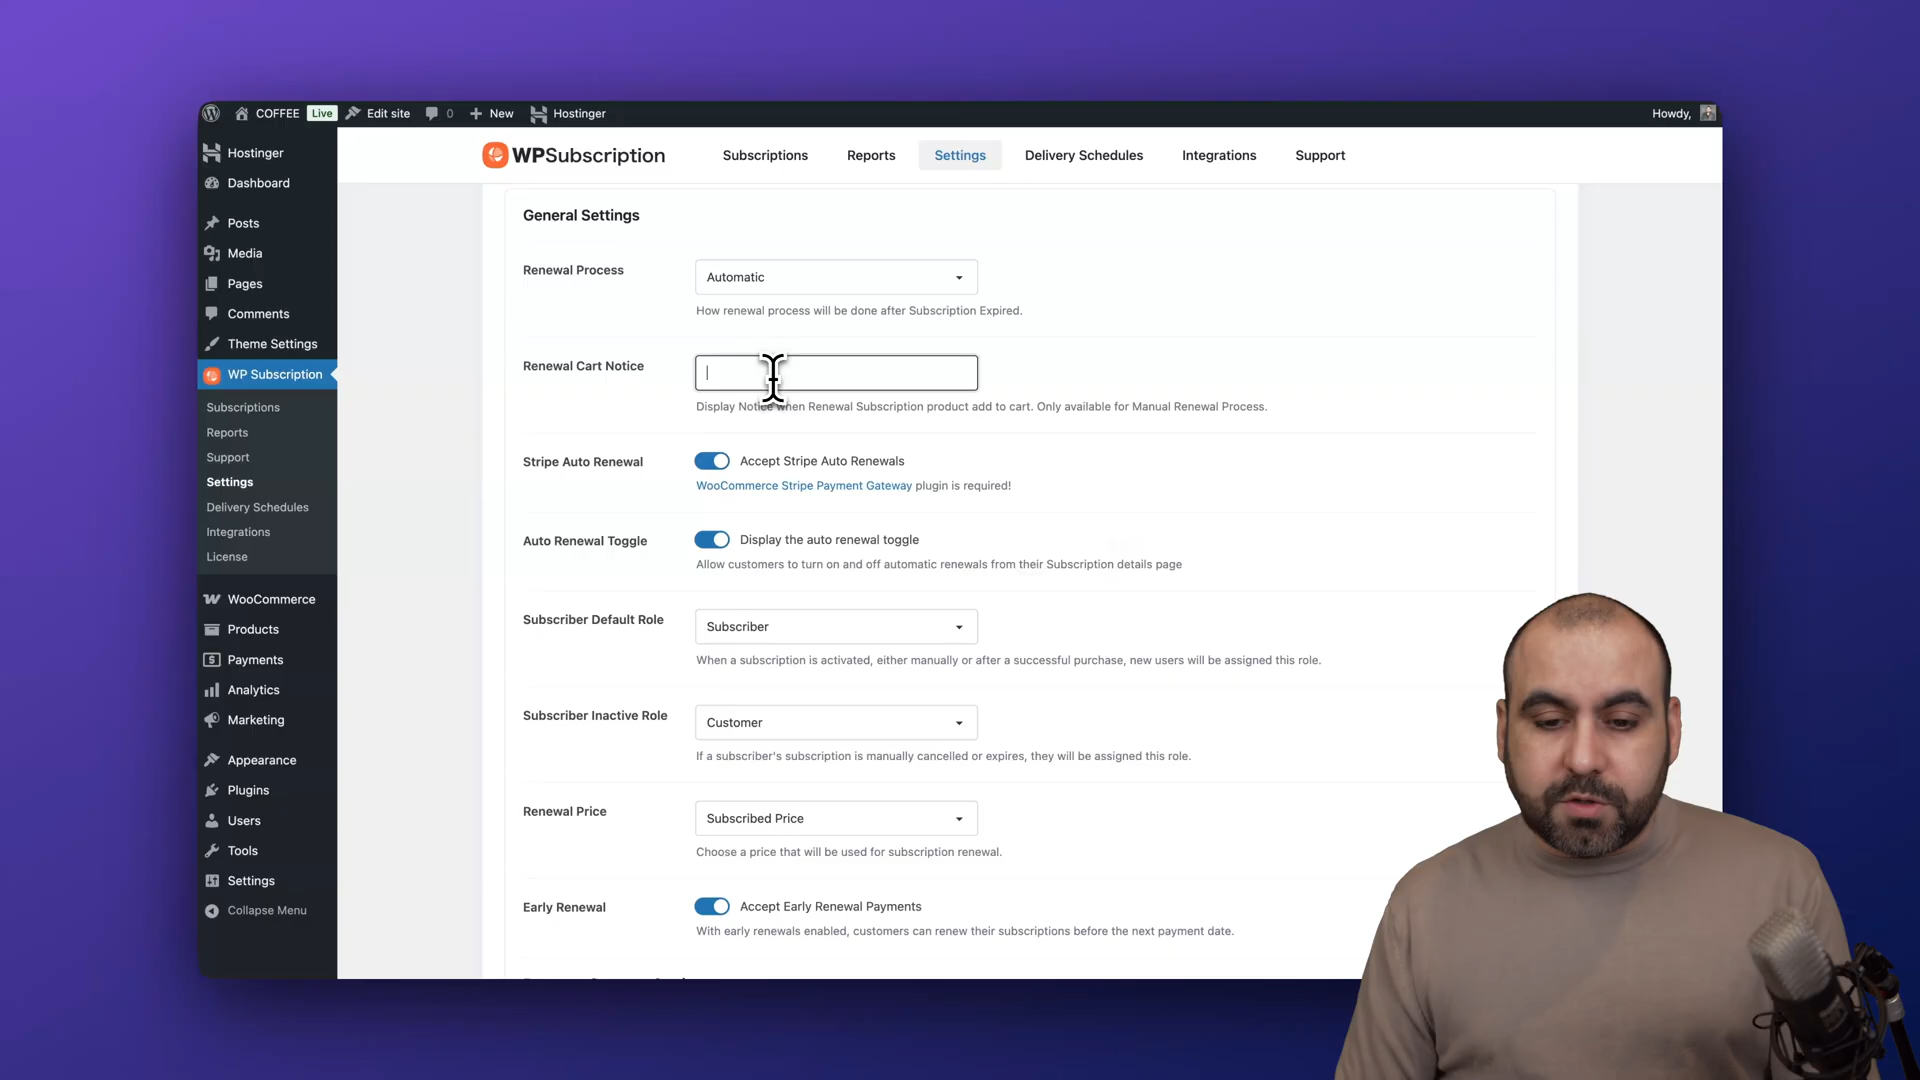 COFFEE Live Edit site 0 New Hostinger Howdy,
Hostinger
Dashboard
Posts
Media
Pages
Comments
Theme Settings
WP Subscription
Subscriptions
Reports
Support
Settings
Delivery Schedules
Integrations
License
WooCommerce
Products
Payments
Analytics
Marketing
Appearance
Plugins
Users
Tools
Settings
Collapse Menu
WPSubscription Subscriptions Reports Settings Delivery Schedules Integrations Support
General Settings
Renewal Process Automatic
How renewal process will be done after Subscription Expired.
Renewal Cart Notice
Display Notice when Renewal Subscription product add to cart. Only available for Manual Renewal Process.
Stripe Auto Renewal Accept Stripe Auto Renewals
WooCommerce Stripe Payment Gateway plugin is required!
Auto Renewal Toggle Display the auto renewal toggle
Allow customers to turn on and off automatic renewals from their Subscription details page
Subscriber Default Role Subscriber
When a subscription is activated, either manually or after a successful purchase, new users will be assigned this role.
Subscriber Inactive Role Customer
If a subscriber's subscription is manually cancelled or expires, they will be assigned this role.
Renewal Price Subscribed Price
Choose a price that will be used for subscription renewal.
Early Renewal Accept Early Renewal Payments
With early renewals enabled, customers can renew their subscriptions before the next payment date.